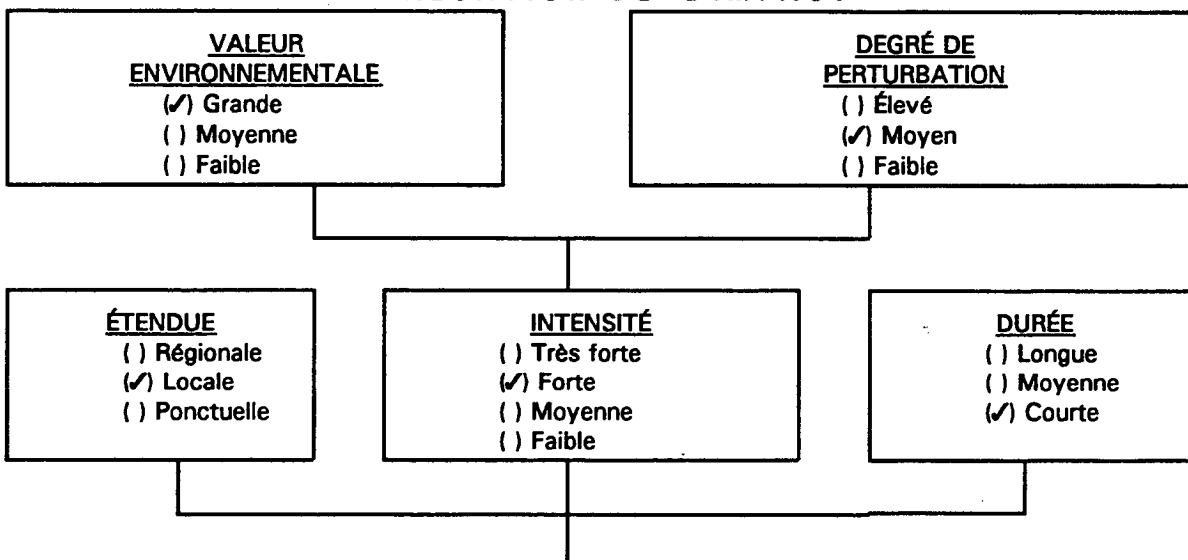 VALEUR
ENVIRONNEMENTALE
(✓) Grande
( ) Moyenne
( ) Faible
DEGRÉ DE
PERTURBATION
( ) Élevé
(✓) Moyen
( ) Faible
ÉTENDUE
( ) Régionale
(✓) Locale
( ) Ponctuelle
INTENSITÉ
( ) Très forte
(✓) Forte
( ) Moyenne
( ) Faible
DURÉE
( ) Longue
( ) Moyenne
(✓) Courte